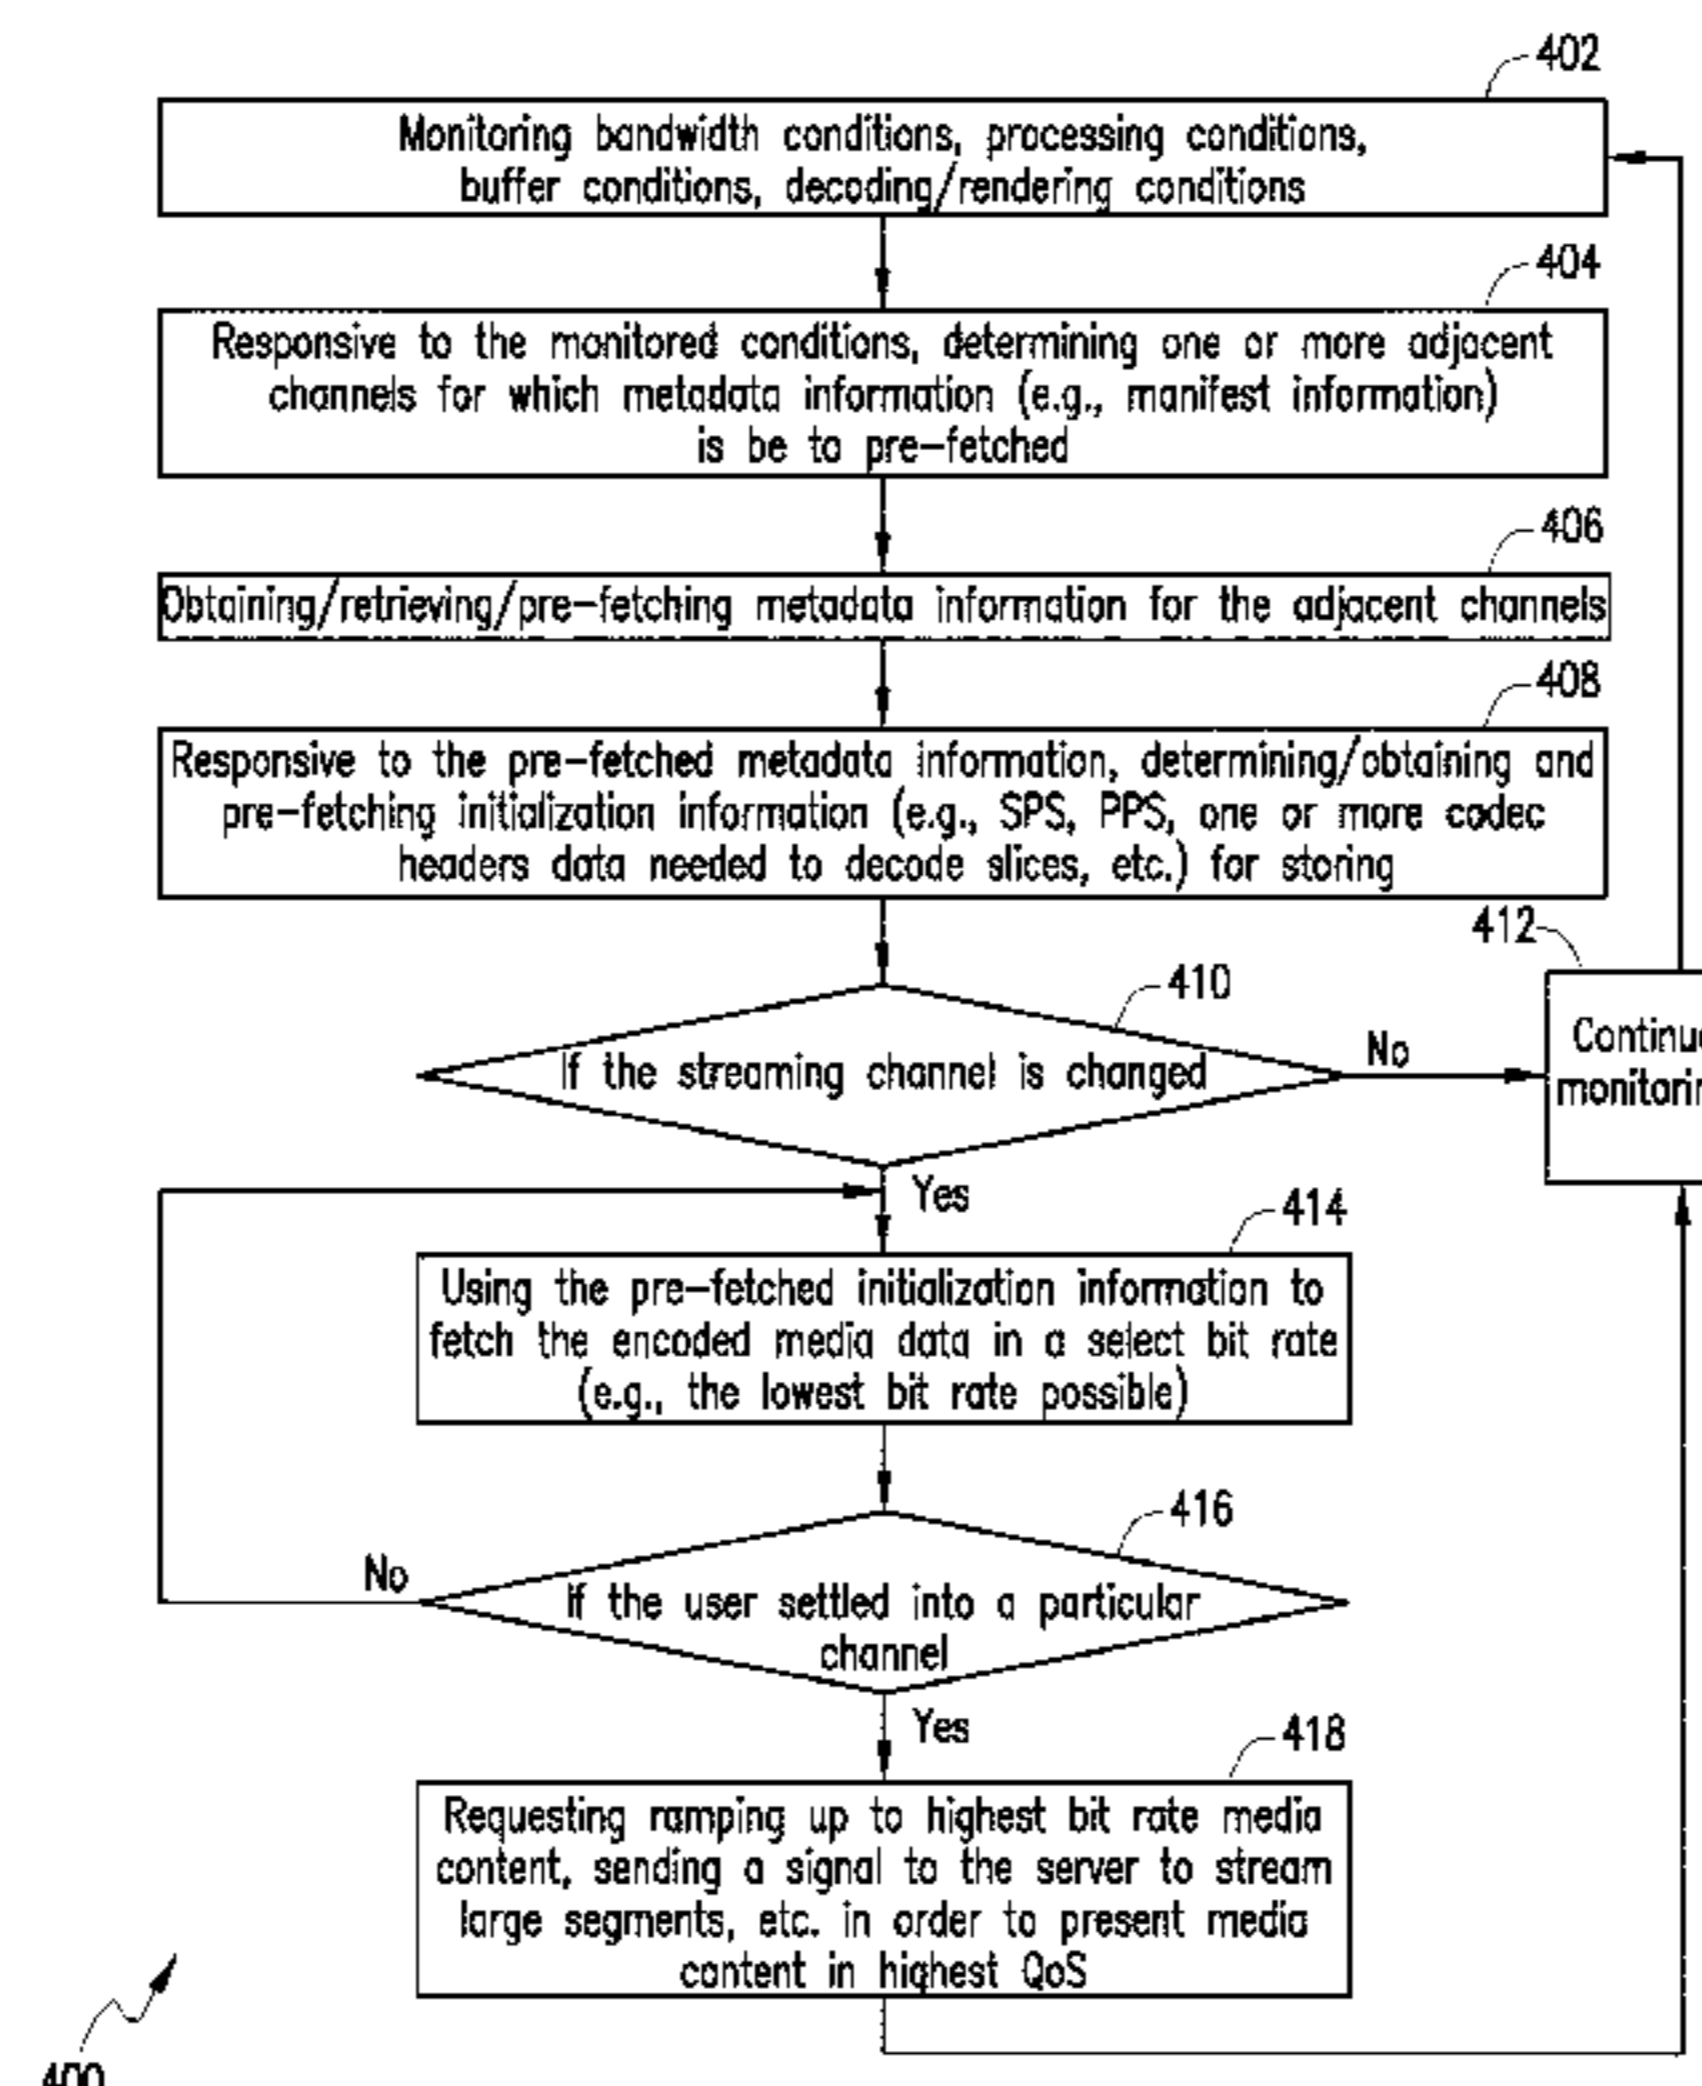 402
Monitoring bandwidth conditions, processing conditions,
buffer conditions, decoding/rendering conditions
404
Responsive to the monitored conditions, determining one or more adjacent
channels for which metadata information (e.g., manifest information)
is be to pre-fetched
406
Obtaining/retrieving/pre-fetching metadata information for the adjacent channels
408
Responsive to the pre-fetched metadata information, determining/obtaining and
pre-fetching initialization information (e.g., SPS, PPS, one or more codec
headers data needed to decode slices, etc.) for storing
412
410
If the streaming channel is changed
No
Yes
414
Using the pre-fetched initialization information to
fetch the encoded media data in a select bit rate
(e.g., the lowest bit rate possible)
416
No
If the user settled into a particular
channel
Yes
418
Requesting ramping up to highest bit rate media
content, sending a signal to the server to stream
large segments, etc. in order to present media
content in highest QoS
400